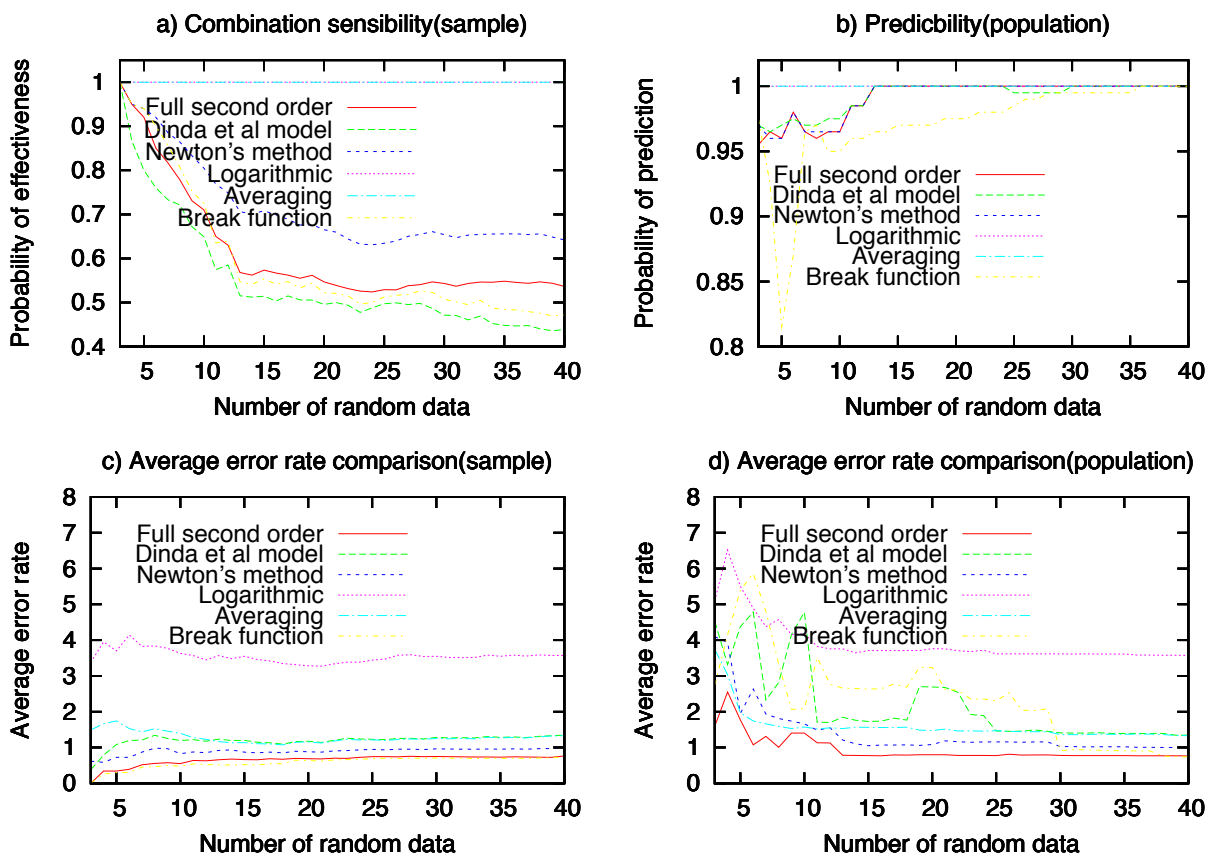 a) Combination sensibility(sample)
Probability of effectiveness
1
0.9
0.8
0.7
0.6
0.5
0.4
Full second order
Dinda et al model
Newton's method
Logarithmic
Averaging
Break function
5 10 15 20 25 30 35 40
Number of random data
b) Predicbility(population)
Probability of prediction
1
0.95
0.9
0.85
0.8
Full second order
Dinda et al model
Newton's method
Logarithmic
Averaging
Break function
5 10 15 20 25 30 35 40
Number of random data
c) Average error rate comparison(sample)
Average error rate
8
7
6
5
4
3
2
1
0
Full second order
Dinda et al model
Newton's method
Logarithmic
Averaging
Break function
5 10 15 20 25 30 35 40
Number of random data
d) Average error rate comparison(population)
Average error rate
8
7
6
5
4
3
2
1
0
Full second order
Dinda et al model
Newton's method
Logarithmic
Averaging
Break function
5 10 15 20 25 30 35 40
Number of random data